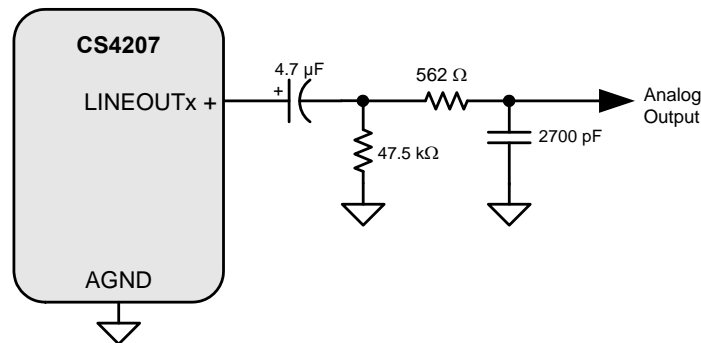 CS4207
4.7 µF
+
562 Ω
LINEOUTx +
Analog
Output
47.5 kΩ
2700 pF
AGND